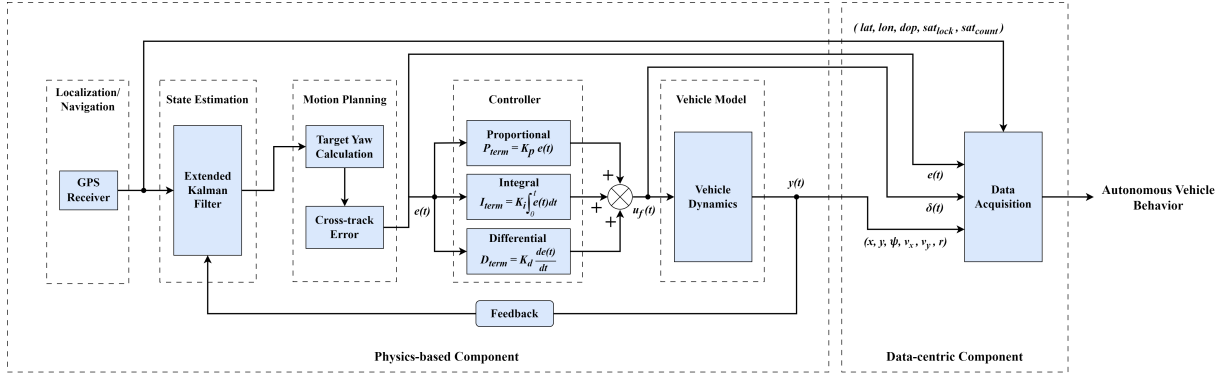 ( lat, lon, dop, sat_lock , sat_count )
Localization/
Navigation
State Estimation
Motion Planning
Controller
Vehicle Model
GPS
Receiver
Extended
Kalman
Filter
Target Yaw
Calculation
Cross-track
Error
e(t)
Proportional
P_term = K_p e(t)
Integral
I_term = K_i ∫_0^t e(t)dt
Differential
D_term = K_d de(t)/dt
+
+
+
u_f(t)
Vehicle
Dynamics
y(t)
e(t)
δ(t)
(x, y, ψ, v_x , v_y , r)
Data
Acquisition
Autonomous Vehicle
Behavior
Feedback
Physics-based Component
Data-centric Component